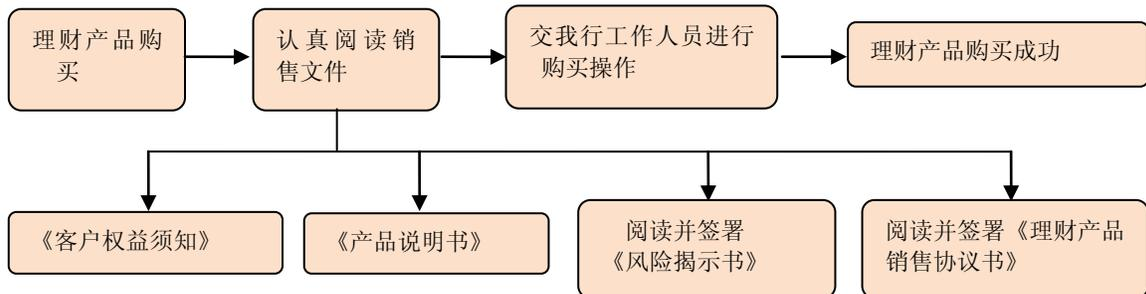 理财产品购
买
认真阅读销
售文件
交我行工作人员进行
购买操作
理财产品购买成功
《客户权益须知》
《产品说明书》
阅读并签署
《风险揭示书》
阅读并签署《理财产品
销售协议书》